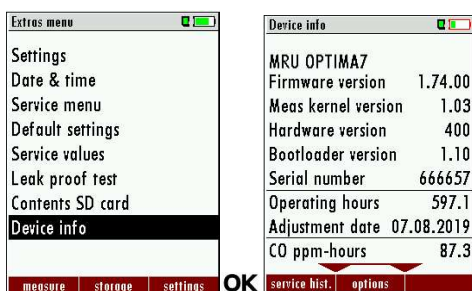 Extras menu
Settings
Date & time
Service menu
Default settings
Service values
Leak proof test
Contents SD card
Device info
measure storage settings
OK
Device info
MRU OPTIMA7
Firmware version 1.74.00
Meas kernel version 1.03
Hardware version 400
Bootloader version 1.10
Serial number 666657
Operating hours 597.1
Adjustment date 07.08.2019
CO ppm-hours 87.3
service hist. options